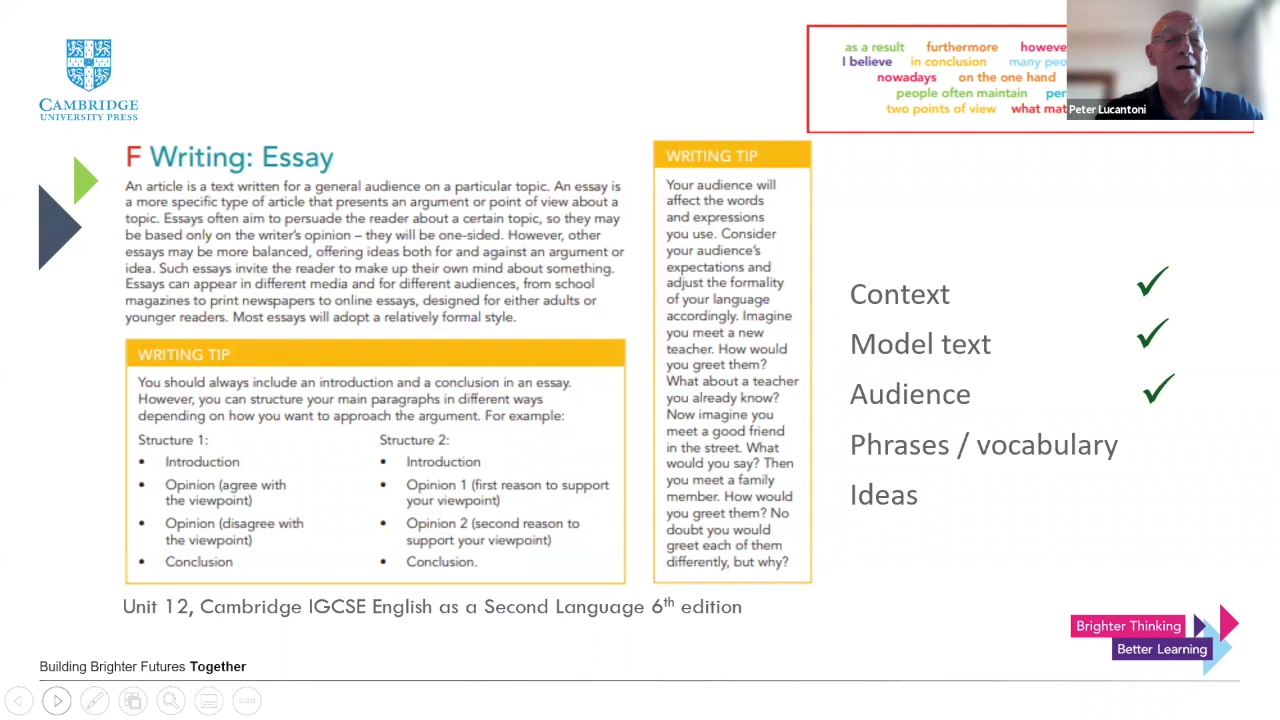 CAMBRIDGE
UNIVERSITY PRESS
as a result furthermore
I believe in conclusion many
nowadays on the one hand
people often maintain
two points of view what
Peter Lucantoni
F Writing: Essay
An article is a text written for a general audience on a particular topic. An essay is
a more specific type of article that presents an argument or point of view about a
topic. Essays often aim to persuade the reader about a certain topic, so they may
be based only on the writer's opinion – they will be one-sided. However, other
essays may be more balanced, offering ideas both for and against an argument or
idea. Such essays invite the reader to make up their own mind about something.
Essays can appear in different media and for different audiences, from school
magazines to print newspapers to online essays, designed for either adults or
younger readers. Most essays will adopt a relatively formal style.
WRITING TIP
You should always include an introduction and a conclusion in an essay.
However, you can structure your main paragraphs in different ways
depending on how you want to approach the argument. For example:
Structure 1:
• Introduction
• Opinion (agree with
the viewpoint)
• Opinion (disagree with
the viewpoint)
• Conclusion
Structure 2:
• Introduction
• Opinion 1 (first reason to support
your viewpoint)
• Opinion 2 (second reason to
support your viewpoint)
• Conclusion.
WRITING TIP
Your audience will
affect the words
and expressions
you use. Consider
your audience's
expectations and
adjust the formality
of your language
accordingly. Imagine
you meet a new
teacher. How would
you greet them?
What about a teacher
you already know?
Now imagine you
meet a good friend
in the street. What
would you say? Then
you meet a family
member. How would
you greet them? No
doubt you would
greet each of them
differently, but why?
Context
Model text
Audience
Phrases / vocabulary
Ideas
Unit 12, Cambridge IGCSE English as a Second Language 6th edition
Brighter Thinking
Better Learning
Building Brighter Futures Together